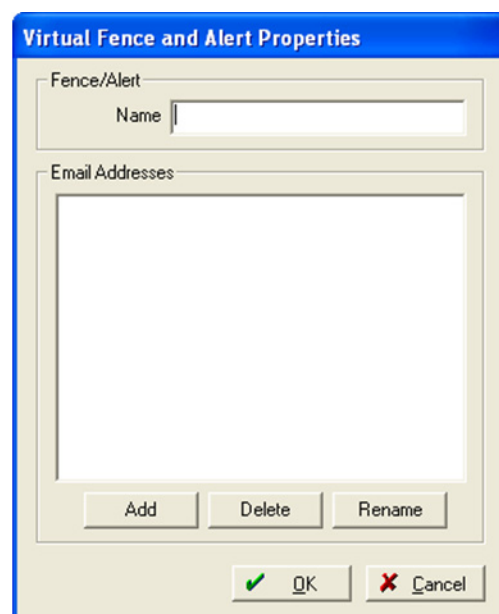 Virtual Fence and Alert Properties
Fence/Alert
Name
Email Addresses
Add Delete Rename
OK Cancel